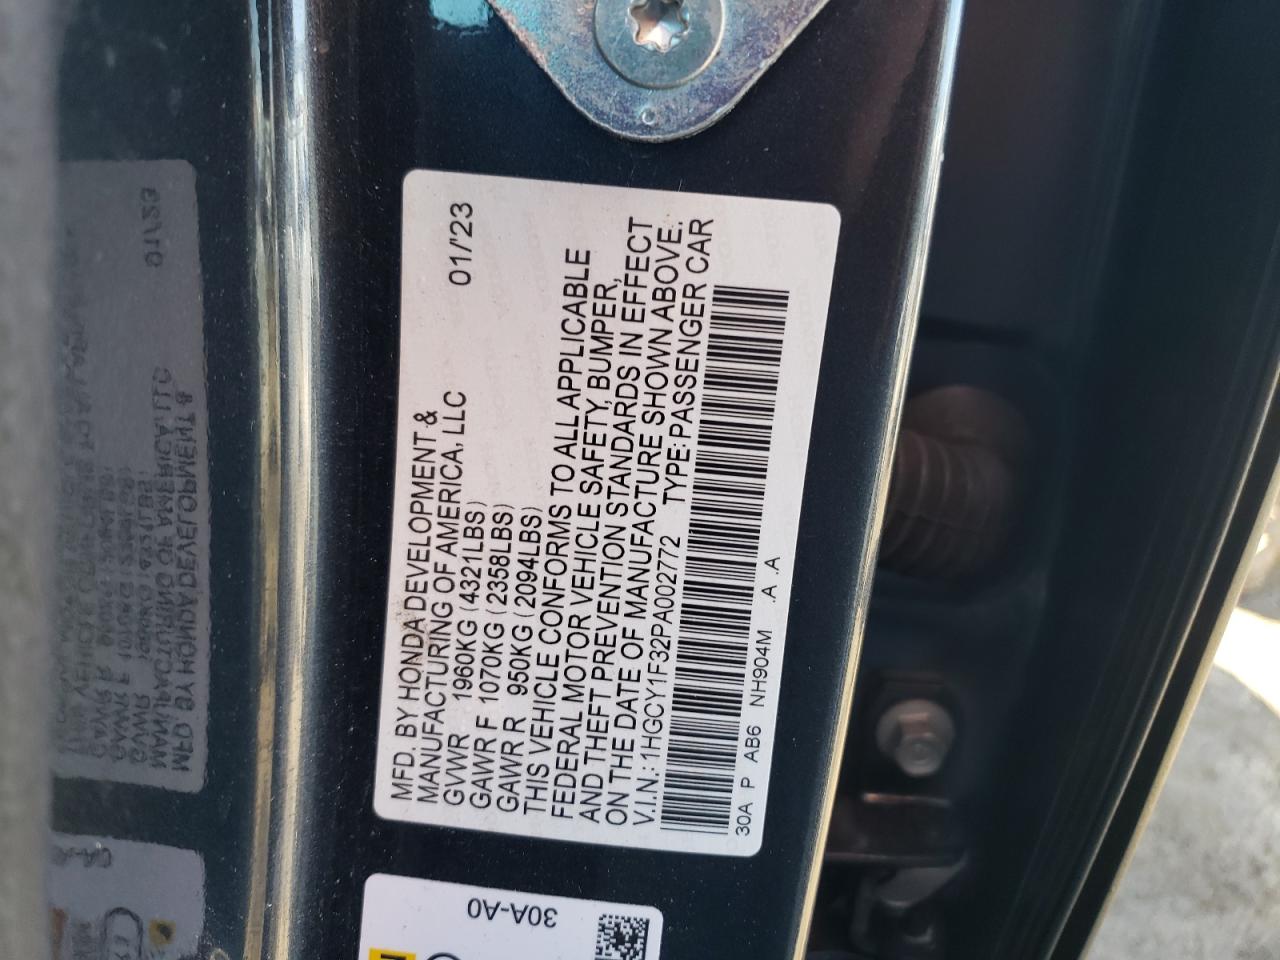 MFD. BY HONDA DEVELOPMENT &
MANUFACTURING OF AMERICA, LLC 01/'23
GVWR 1960KG (4321LBS)
GAWR F 1070KG (2358LBS)
GAWR R 950KG (2094LBS)
THIS VEHICLE CONFORMS TO ALL APPLICABLE
FEDERAL MOTOR VEHICLE SAFETY, BUMPER,
AND THEFT PREVENTION STANDARDS IN EFFECT
ON THE DATE OF MANUFACTURE SHOWN ABOVE.
V.I.N.: 1HGCY1F32PA002772 TYPE: PASSENGER CAR
30A P AB6 NH904M .A .A
30A-A0